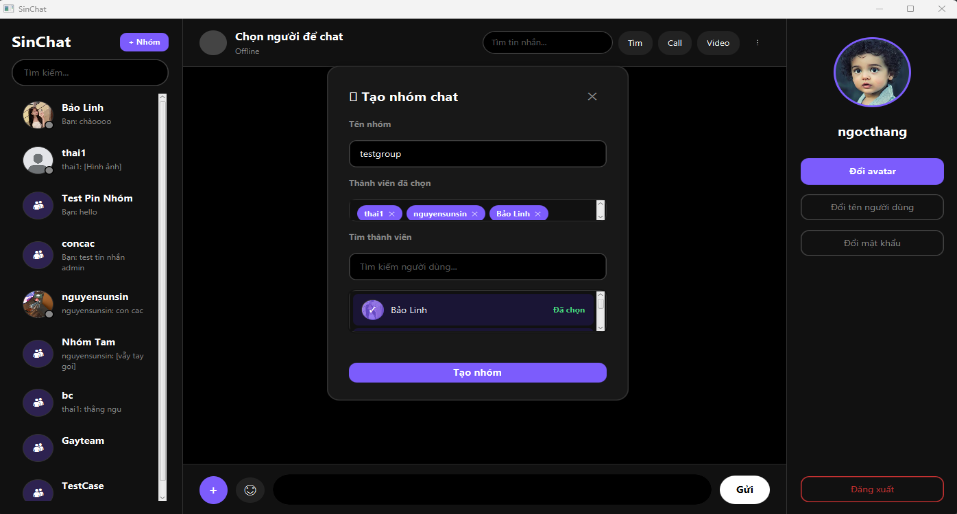 SinChat
SinChat
+ Nhóm
Tìm kiếm...
Bảo Linh
Bạn: cháoooo
thai1
thai1: [Hình ảnh]
Test Pin Nhóm
Bạn: hello
concac
Bạn: test tin nhắn
admin
nguyensunsin
nguyensunsin: con cac
Nhóm Tam
nguyensunsin: [vẫy tay
gọi]
bc
thai1: thằng ngu
Gayteam
TestCase
Chọn người để chat
Offline
Tìm tin nhắn...
Tìm
Call
Video
Tạo nhóm chat
Tên nhóm
testgroup
Thành viên đã chọn
thai1
nguyensunsin
Bảo Linh
Tìm thành viên
Tìm kiếm người dùng...
Bảo Linh
Đã chọn
Tạo nhóm
Gửi
ngocthang
Đổi avatar
Đổi tên người dùng
Đổi mật khẩu
Đăng xuất